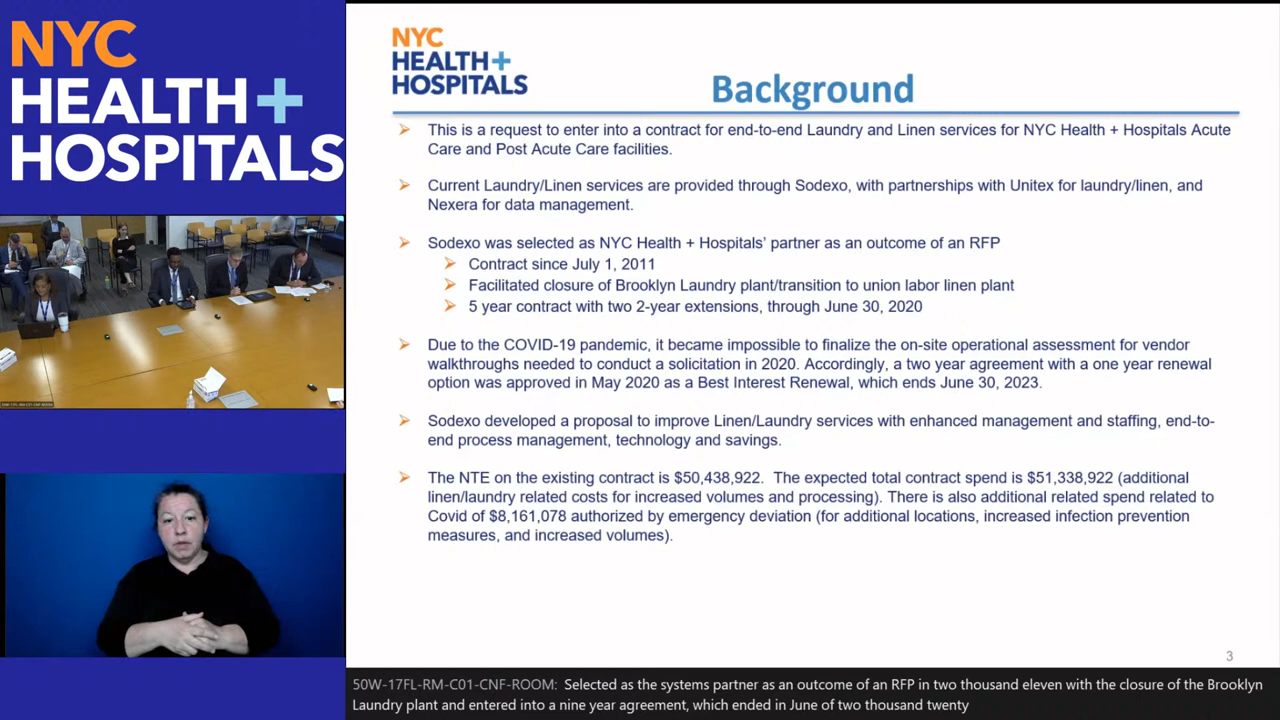 NYC
HEALTH+
HOSPITALS
NYC
HEALTH+
HOSPITALS
Background
This is a request to enter into a contract for end-to-end Laundry and Linen services for NYC Health + Hospitals Acute
Care and Post Acute Care facilities.
Current Laundry/Linen services are provided through Sodexo, with partnerships with Unitex for laundry/linen, and
Nexera for data management.
Sodexo was selected as NYC Health + Hospitals' partner as an outcome of an RFP
Contract since July 1, 2011
Facilitated closure of Brooklyn Laundry plant/transition to union labor linen plant
5 year contract with two 2-year extensions, through June 30, 2020
Due to the COVID-19 pandemic, it became impossible to finalize the on-site operational assessment for vendor
walkthroughs needed to conduct a solicitation in 2020. Accordingly, a two year agreement with a one year renewal
option was approved in May 2020 as a Best Interest Renewal, which ends June 30, 2023.
Sodexo developed a proposal to improve Linen/Laundry services with enhanced management and staffing, end-to-
end process management, technology and savings.
The NTE on the existing contract is $50,438,922. The expected total contract spend is $51,338,922 (additional
linen/laundry related costs for increased volumes and processing). There is also additional related spend related to
Covid of $8,161,078 authorized by emergency deviation (for additional locations, increased infection prevention
measures, and increased volumes).
3
50W-17FL-RM-C01-CNF-ROOM
50W-17FL-RM-C01-CNF-ROOM: Selected as the systems partner as an outcome of an RFP in two thousand eleven with the closure of the Brooklyn
Laundry plant and entered into a nine year agreement, which ended in June of two thousand twenty